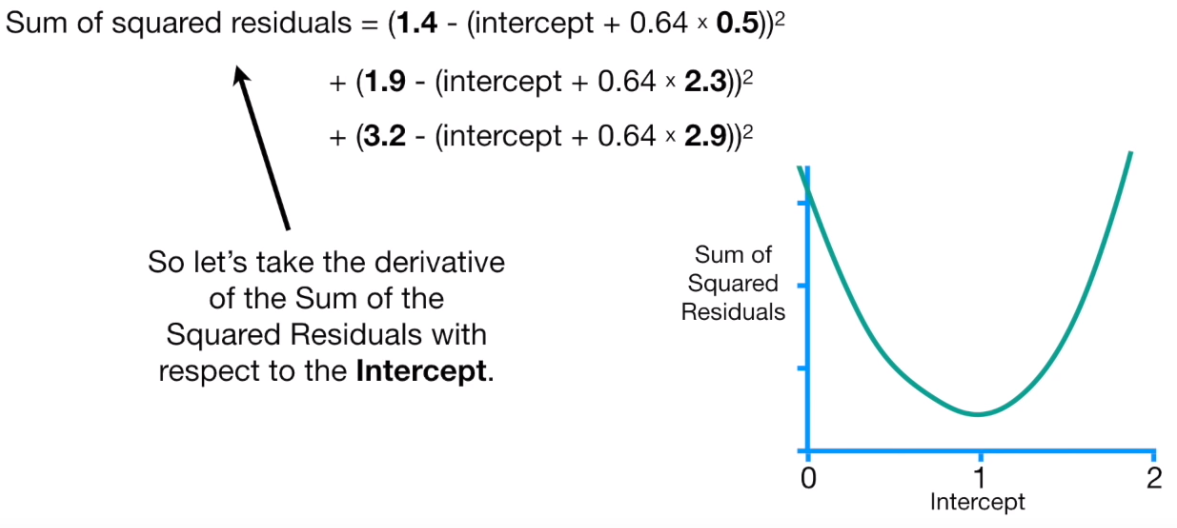 Sum of squared residuals = (1.4 - (intercept + 0.64 × 0.5))²
+ (1.9 - (intercept + 0.64 × 2.3))²
+ (3.2 - (intercept + 0.64 × 2.9))²
So let’s take the derivative
of the Sum of the
Squared Residuals with
respect to the Intercept.
Sum of
Squared
Residuals
0 1 2
Intercept